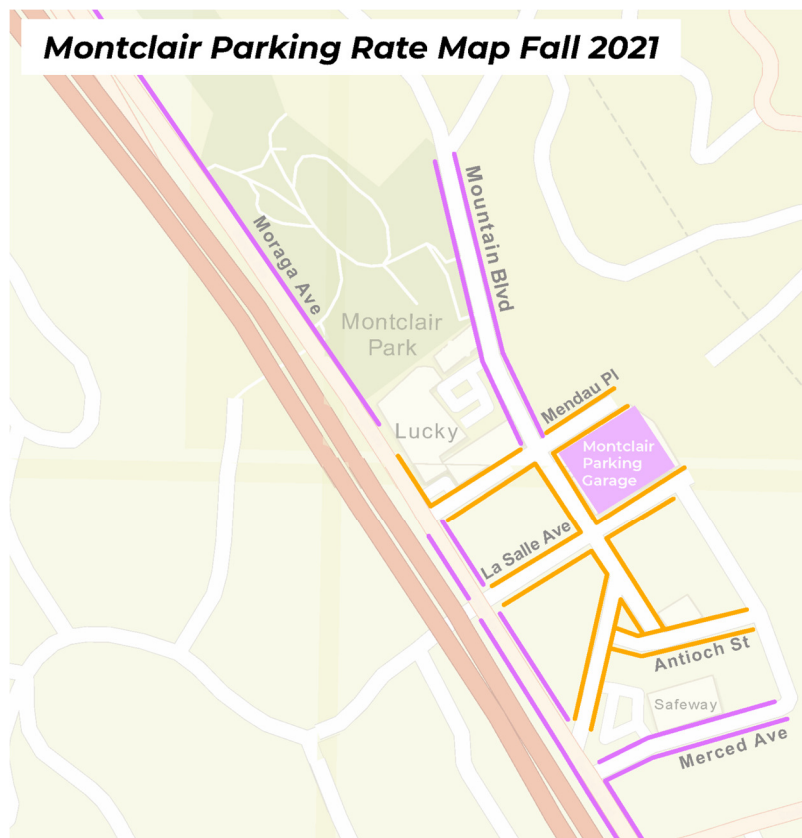 Montclair Parking Rate Map Fall 2021
Mountain Blvd
Moraga Ave
Montclair
Park
Mendau Pl
Lucky
Montclair
Parking
Garage
La Salle Ave
Antioch St
Safeway
Merced Ave